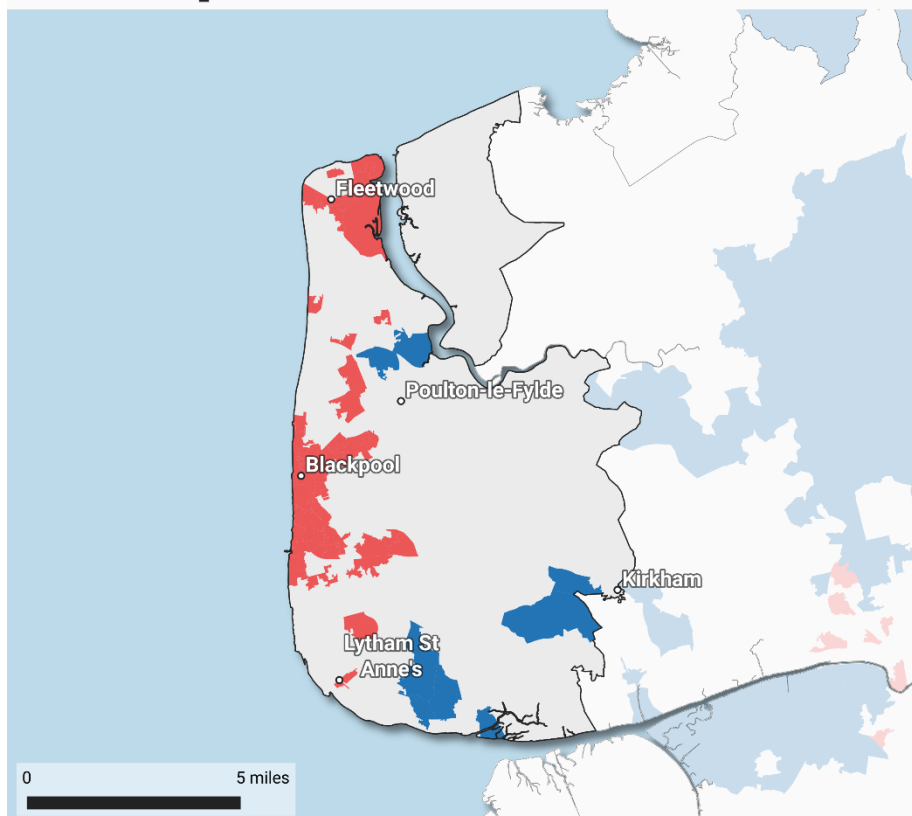 Fleetwood
Poulton-le-Fylde
Blackpool
Kirkham
Lytham St
Anne's
0 5 miles